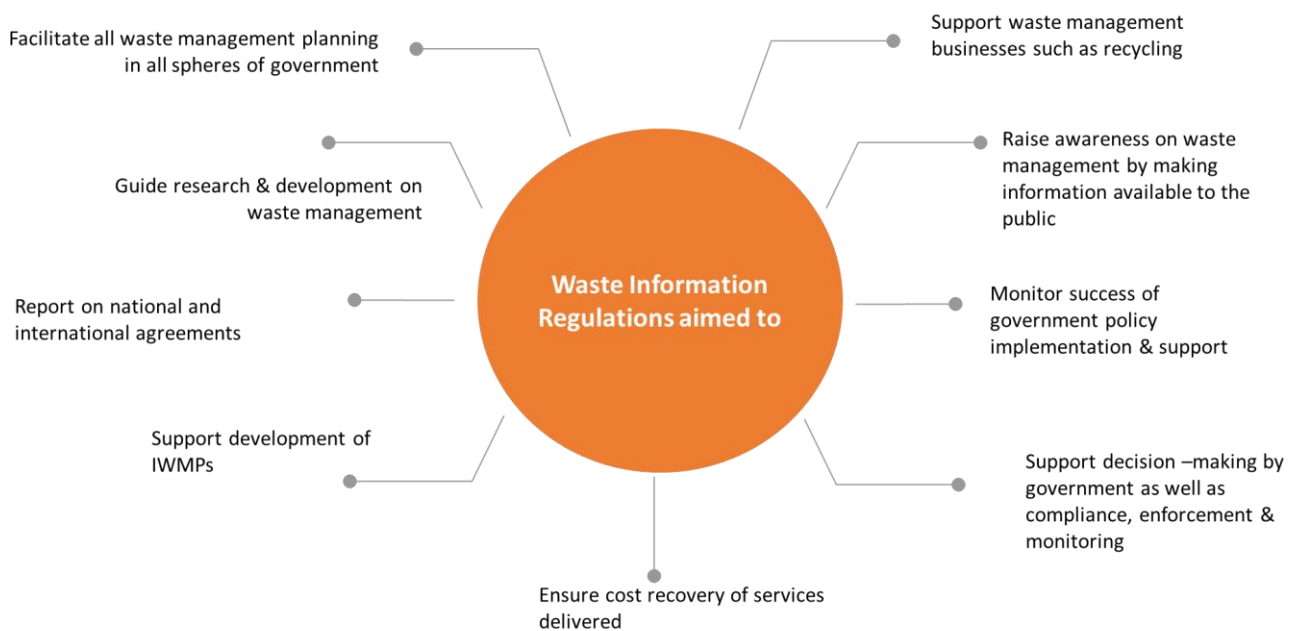 Facilitate all waste management planning
in all spheres of government
Guide research & development on
waste management
Report on national and
international agreements
Support development of
IWMPs
Waste Information
Regulations aimed to
Ensure cost recovery of services
delivered
Support waste management
businesses such as recycling
Raise awareness on waste
management by making
information available to the
public
Monitor success of
government policy
implementation & support
Support decision –making by
government as well as
compliance, enforcement &
monitoring